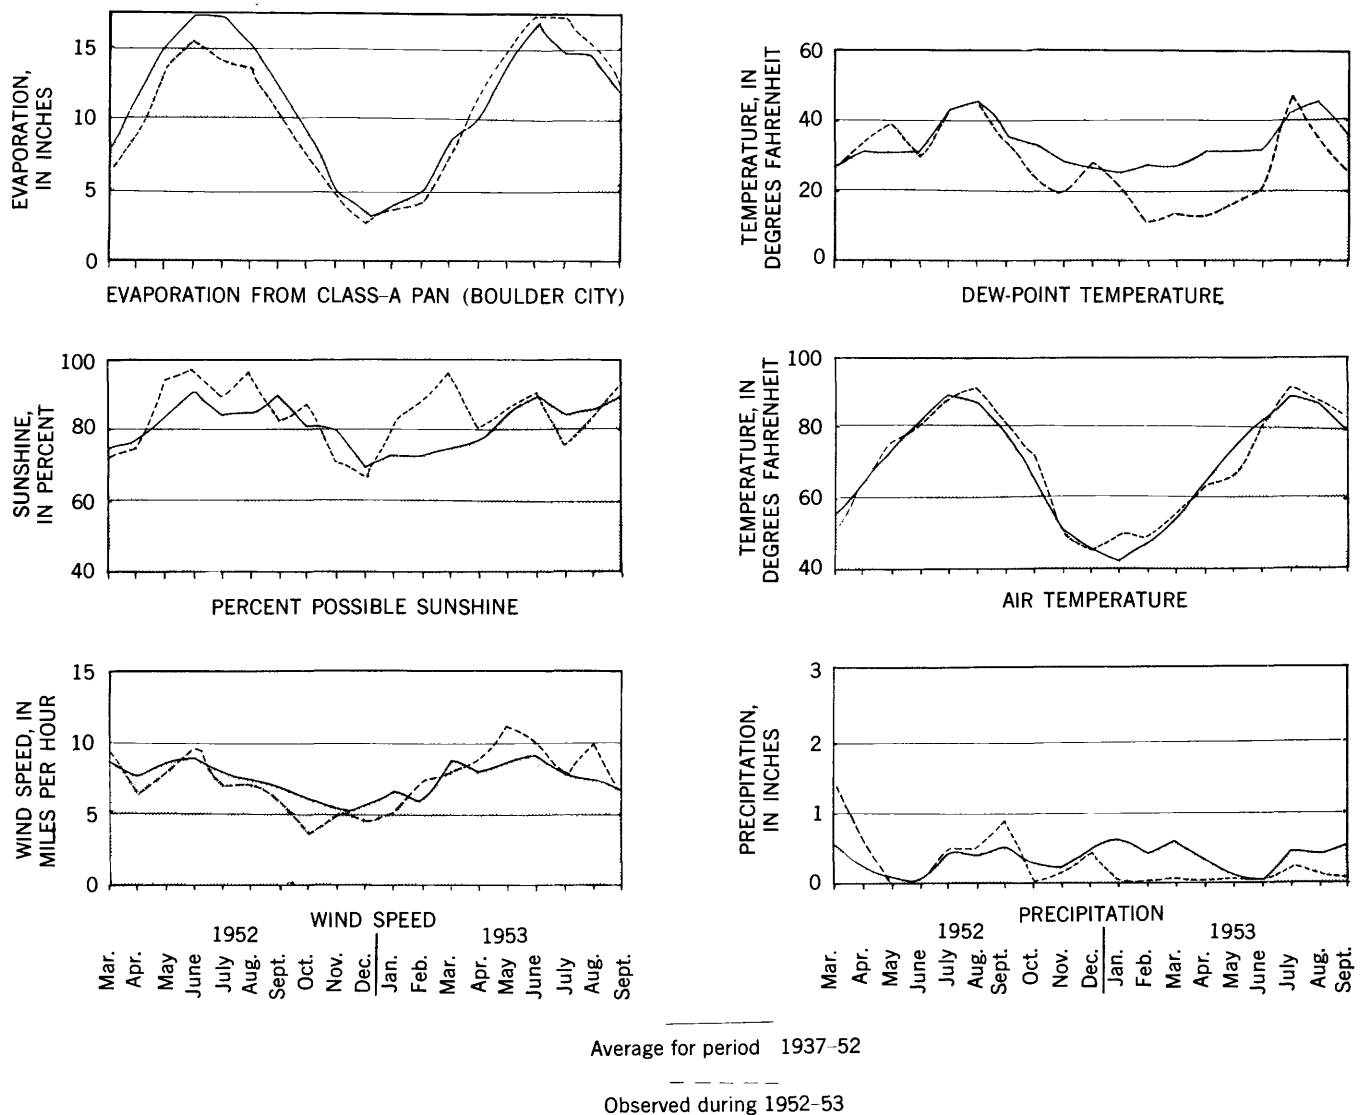 EVAPORATION,
IN INCHES
15
10
5
0
EVAPORATION FROM CLASS-A PAN (BOULDER CITY)
TEMPERATURE, IN
DEGREES FAHRENHEIT
60
40
20
0
DEW-POINT TEMPERATURE
SUNSHINE,
IN PERCENT
100
80
60
40
PERCENT POSSIBLE SUNSHINE
TEMPERATURE, IN
DEGREES FAHRENHEIT
100
80
60
40
AIR TEMPERATURE
WIND SPEED, IN
MILES PER HOUR
15
10
5
0
WIND SPEED
1952 1953
Mar. Apr. May June July Aug. Sept. Oct. Nov. Dec. Jan. Feb. Mar. Apr. May June July Aug. Sept.
PRECIPITATION,
IN INCHES
3
2
1
0
PRECIPITATION
1952 1953
Mar. Apr. May June July Aug. Sept. Oct. Nov. Dec. Jan. Feb. Mar. Apr. May June July Aug. Sept.
Average for period 1937-52
Observed during 1952-53